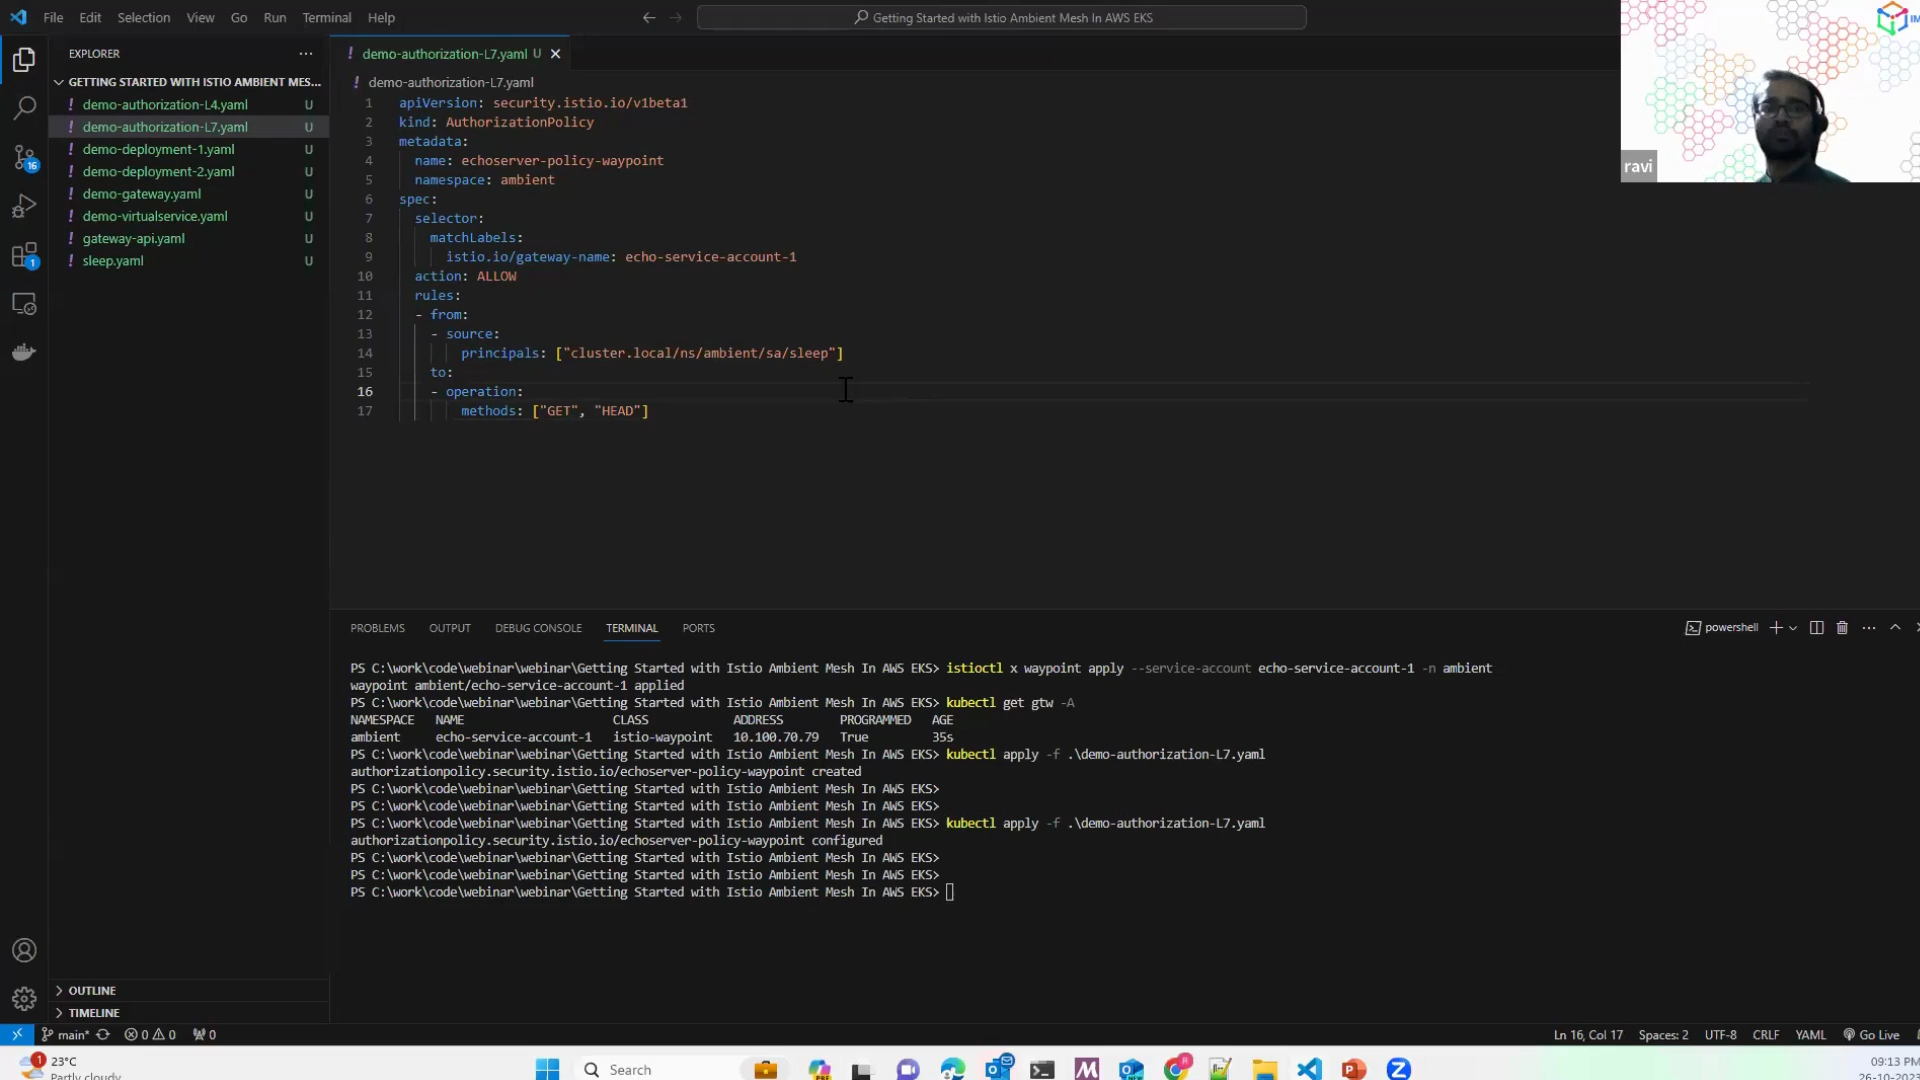 File Edit Selection View Go Run Terminal Help
Getting Started with Istio Ambient Mesh In AWS EKS
IM
ravi
EXPLORER
GETTING STARTED WITH ISTIO AMBIENT MES...
demo-authorization-L4.yaml U
demo-authorization-L7.yaml U
demo-deployment-1.yaml U
demo-deployment-2.yaml U
demo-gateway.yaml U
demo-virtualservice.yaml U
gateway-api.yaml U
sleep.yaml U
16
1
OUTLINE
TIMELINE
! demo-authorization-L7.yaml U
! demo-authorization-L7.yaml
1 apiVersion: security.istio.io/v1beta1
2 kind: AuthorizationPolicy
3 metadata:
4 name: echoserver-policy-waypoint
5 namespace: ambient
6 spec:
7 selector:
8 matchLabels:
9 istio.io/gateway-name: echo-service-account-1
10 action: ALLOW
11 rules:
12 - from:
13 - source:
14 principals: ["cluster.local/ns/ambient/sa/sleep"]
15 to:
16 - operation:
17 methods: ["GET", "HEAD"]
PROBLEMS OUTPUT DEBUG CONSOLE TERMINAL PORTS
powershell
PS C:\work\code\webinar\webinar\Getting Started with Istio Ambient Mesh In AWS EKS> istioctl x waypoint apply --service-account echo-service-account-1 -n ambient
waypoint ambient/echo-service-account-1 applied
PS C:\work\code\webinar\webinar\Getting Started with Istio Ambient Mesh In AWS EKS> kubectl get gtw -A
NAMESPACE NAME CLASS ADDRESS PROGRAMMED AGE
ambient echo-service-account-1 istio-waypoint 10.100.70.79 True 35s
PS C:\work\code\webinar\webinar\Getting Started with Istio Ambient Mesh In AWS EKS> kubectl apply -f .\demo-authorization-L7.yaml
authorizationpolicy.security.istio.io/echoserver-policy-waypoint created
PS C:\work\code\webinar\webinar\Getting Started with Istio Ambient Mesh In AWS EKS>
PS C:\work\code\webinar\webinar\Getting Started with Istio Ambient Mesh In AWS EKS>
PS C:\work\code\webinar\webinar\Getting Started with Istio Ambient Mesh In AWS EKS> kubectl apply -f .\demo-authorization-L7.yaml
authorizationpolicy.security.istio.io/echoserver-policy-waypoint configured
PS C:\work\code\webinar\webinar\Getting Started with Istio Ambient Mesh In AWS EKS>
PS C:\work\code\webinar\webinar\Getting Started with Istio Ambient Mesh In AWS EKS>
PS C:\work\code\webinar\webinar\Getting Started with Istio Ambient Mesh In AWS EKS>
main* 0 0 0
Ln 16, Col 17 Spaces: 2 UTF-8 CRLF YAML Go Live
1 23°C
Partly cloudy
Search
09:13 PM